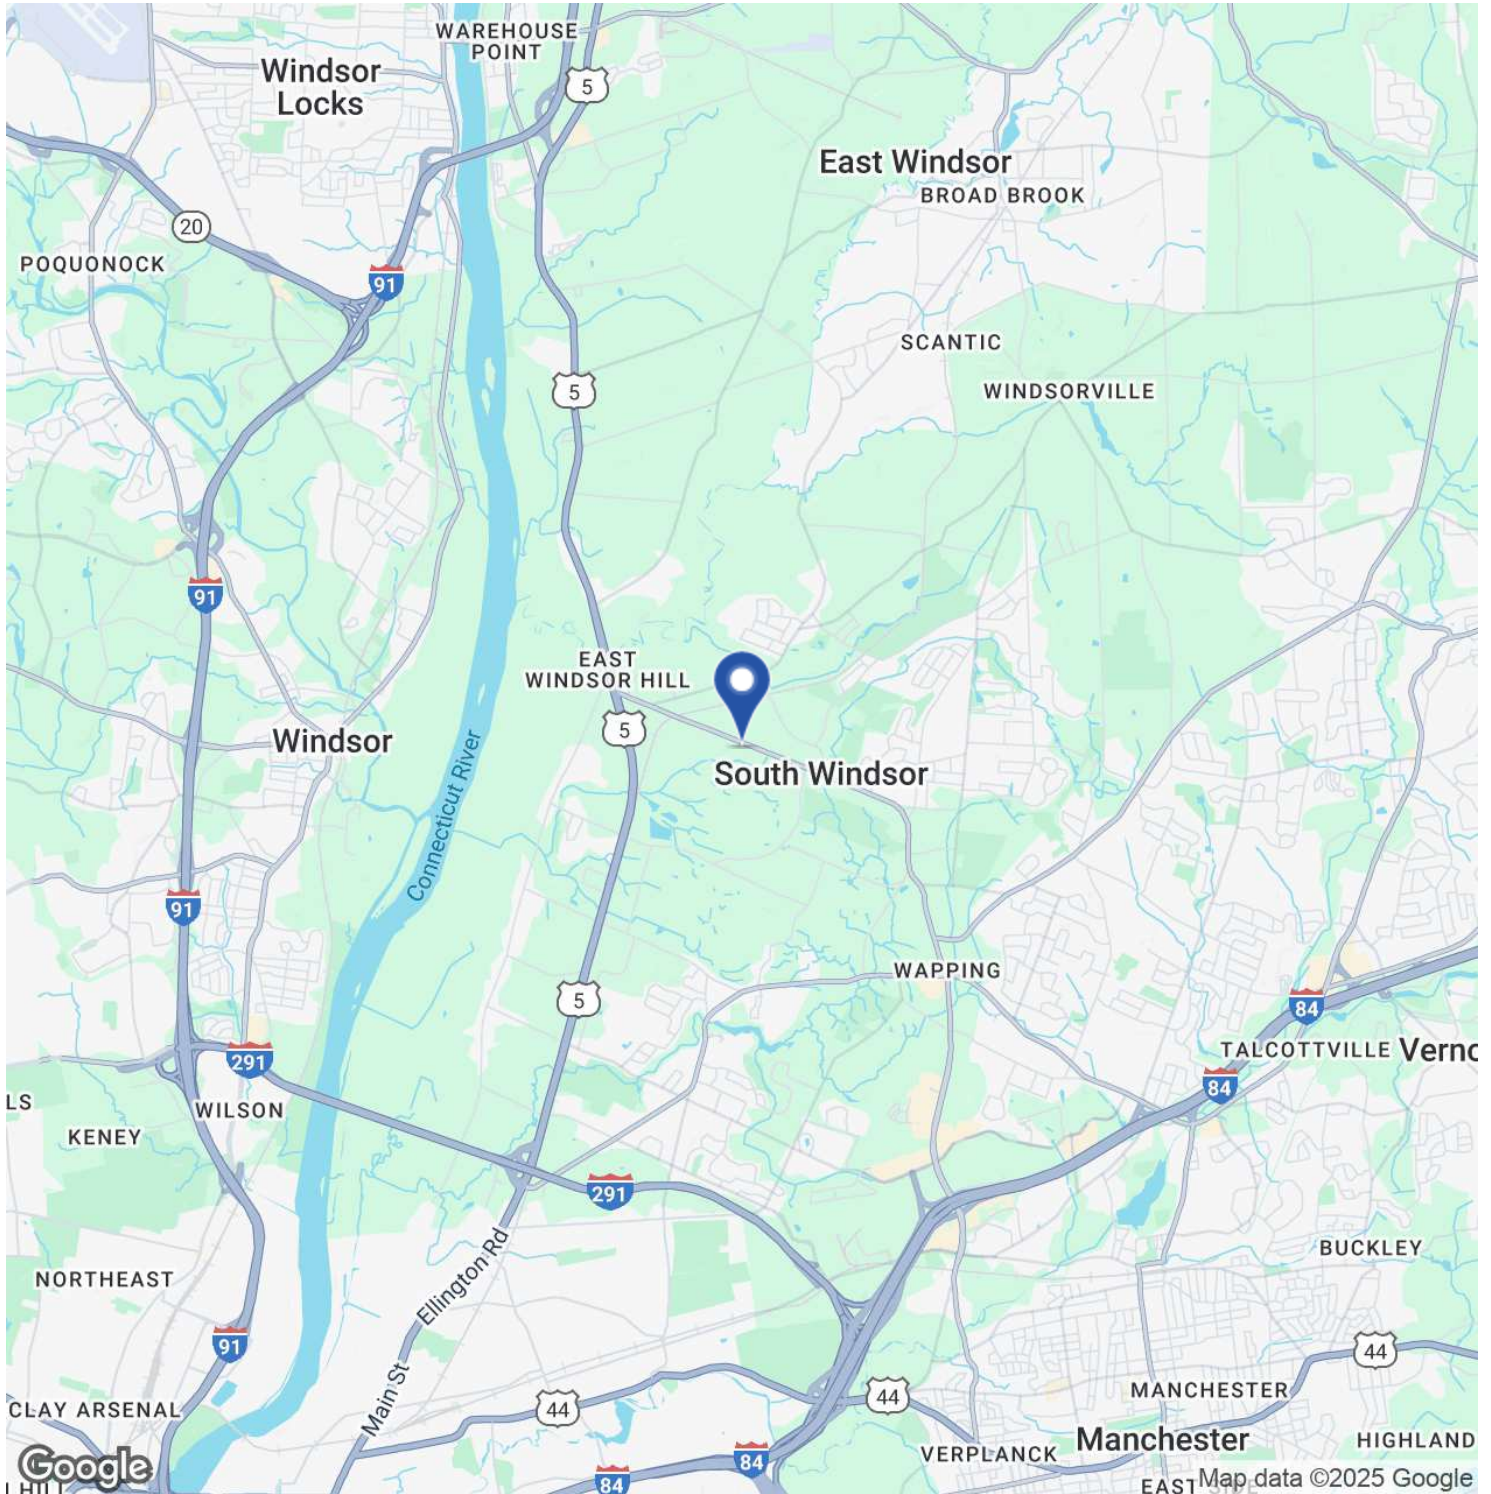 WAREHOUSE
POINT
Windsor
Locks
5
East Windsor
BROAD BROOK
20
POQUONOCK
91
SCANTIC
5
WINDSORVILLE
91
EAST
WINDSOR HILL
5
Windsor
South Windsor
Connecticut River
91
WAPPING
5
84
291
TALCOTTVILLE
84
LS
WILSON
KENEY
291
BUCKLEY
NORTHEAST
Ellington Rd
91
44
Main St
44
44
MANCHESTER
CLAY ARSENAL
Manchester
HIGHLAND
VERPLANCK
84
Google
84
HILL
EAST
Map data ©2025 Google